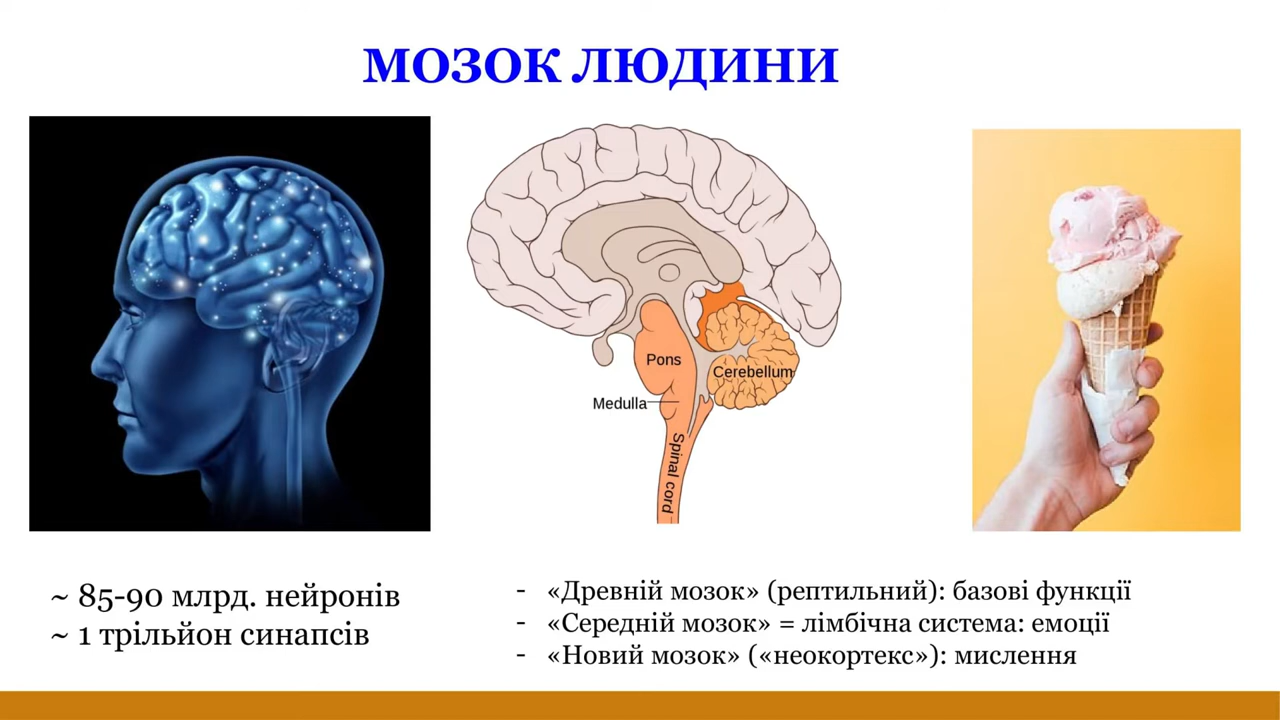 МОЗОК ЛЮДИНИ
Pons
Cerebellum
Medulla
Spinal cord
~ 85-90 млрд. нейронів
~ 1 трільйон синапсів
- «Древній мозок» (рептильний): базові функції
- «Середній мозок» = лімбічна система: емоції
- «Новий мозок» («неокортекс»): мислення